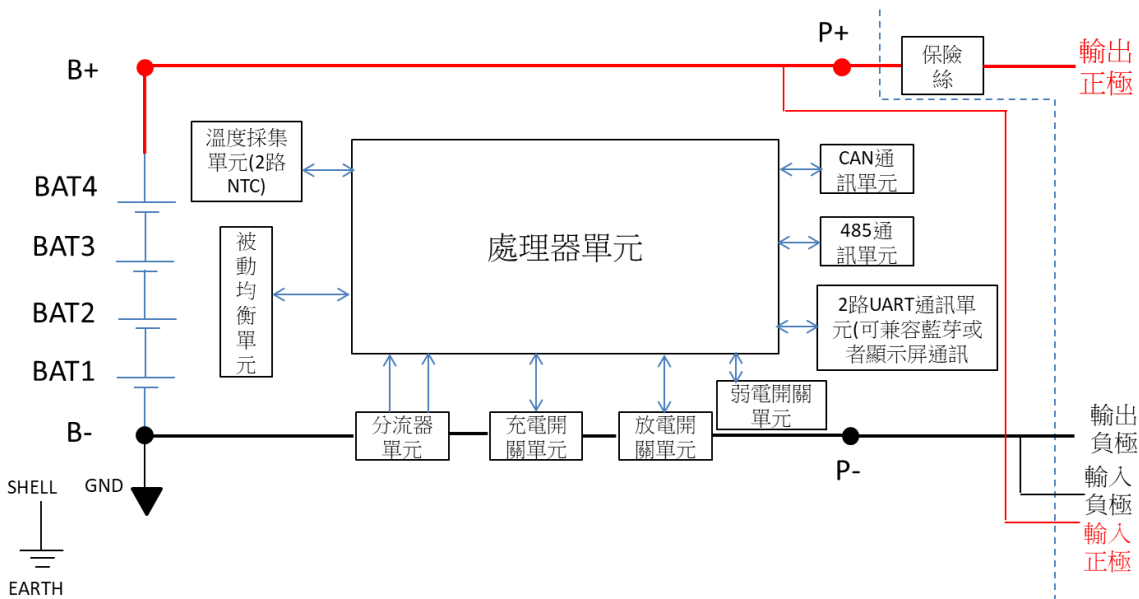 P+
B+
保險
絲
輸出
正極
溫度採集
單元(2路
NTC)
CAN通
訊單元
BAT4
處理器單元
485通
訊單元
BAT3
被
動
均
衡
單
元
BAT2
2路UART通訊單
元(可兼容藍芽或
者顯示屏通訊
BAT1
弱電開關
單元
B-
分流器
單元
充電開
關單元
放電開
關單元
輸出
負極
P-
SHELL
GND
輸入
負極
輸入
正極
EARTH